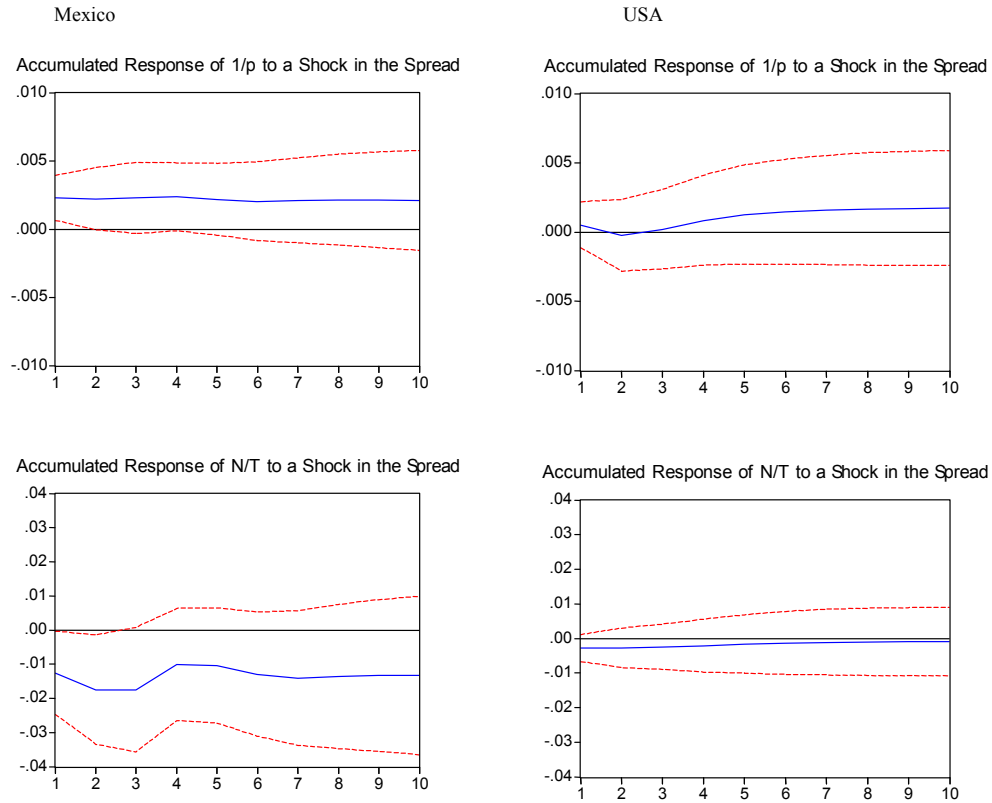 Mexico
USA
Accumulated Response of 1/p to a Shock in the Spread
.010
.005
.000
-.005
-.010
1 2 3 4 5 6 7 8 9 10
Accumulated Response of 1/p to a Shock in the Spread
.010
.005
.000
-.005
-.010
1 2 3 4 5 6 7 8 9 10
Accumulated Response of N/T to a Shock in the Spread
.04
.03
.02
.01
.00
-.01
-.02
-.03
-.04
1 2 3 4 5 6 7 8 9 10
Accumulated Response of N/T to a Shock in the Spread
.04
.03
.02
.01
.00
-.01
-.02
-.03
-.04
1 2 3 4 5 6 7 8 9 10